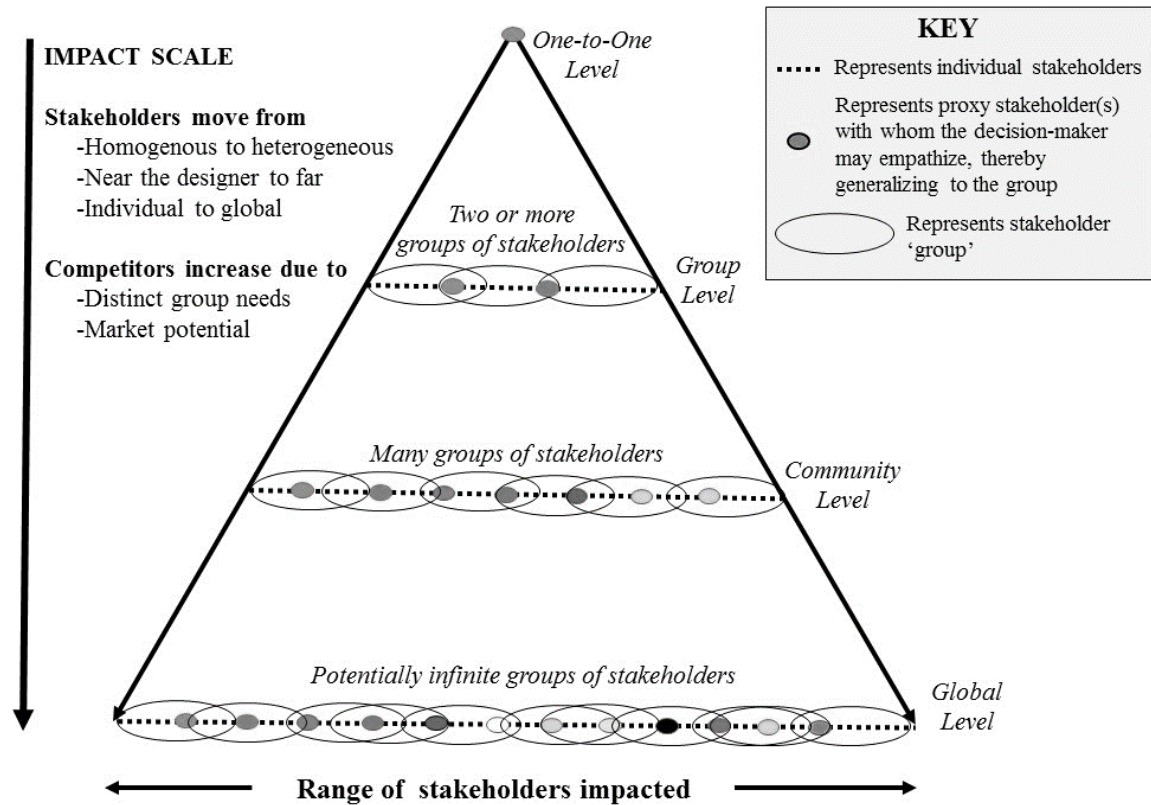 IMPACT SCALE
Stakeholders move from
-Homogenous to heterogeneous
-Near the designer to far
-Individual to global
Competitors increase due to
-Distinct group needs
-Market potential
One-to-One
Level
KEY
Represents individual stakeholders
Represents proxy stakeholder(s)
with whom the decision-maker
may empathize, thereby
generalizing to the group
Represents stakeholder
‘group’
Two or more
groups of stakeholders
Group
Level
Many groups of stakeholders
Community
Level
Potentially infinite groups of stakeholders
Global
Level
Range of stakeholders impacted